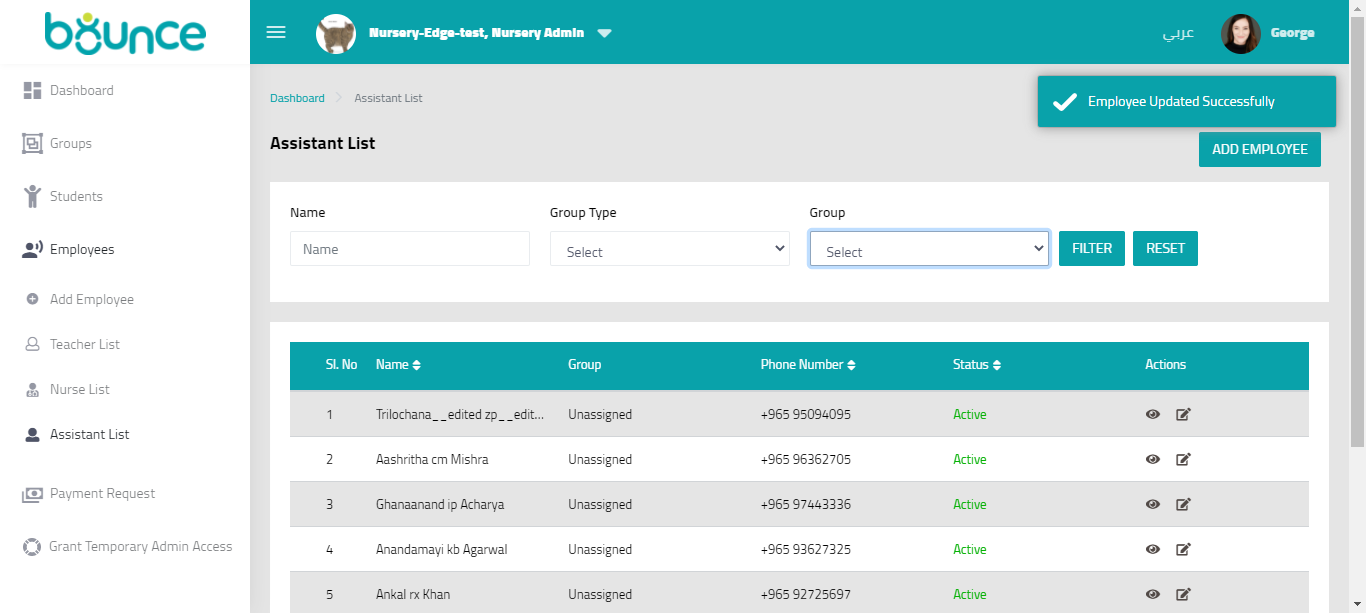 bounce
Nursery-Edge-test, Nursery Admin
عربي
George
Dashboard
Groups
Students
Employees
Add Employee
Teacher List
Nurse List
Assistant List
Payment Request
Grant Temporary Admin Access
Dashboard > Assistant List
Employee Updated Successfully
Assistant List
ADD EMPLOYEE
Name Group Type Group
Name Select Select FILTER RESET
Sl. No Name Group Phone Number Status Actions
1 Trilochana__edited zp__edit... Unassigned +965 95094095 Active
2 Aashritha cm Mishra Unassigned +965 96362705 Active
3 Ghanaanand ip Acharya Unassigned +965 97443336 Active
4 Anandamayi kb Agarwal Unassigned +965 93627325 Active
5 Ankal rx Khan Unassigned +965 92725697 Active